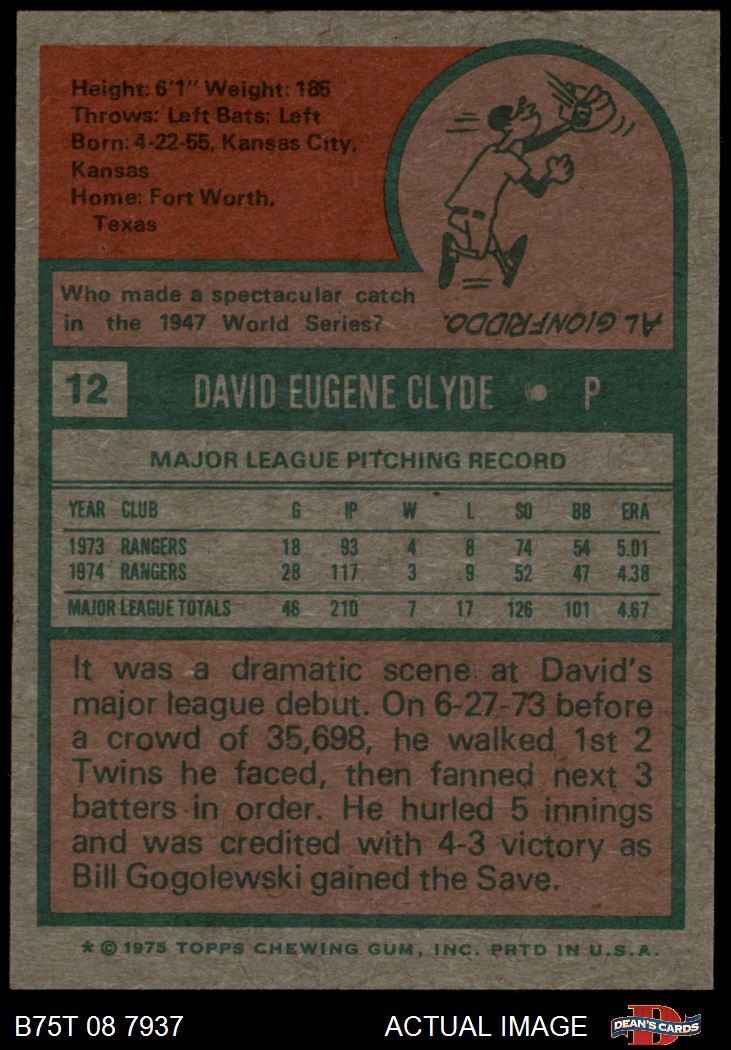 Height: 6'1" Weight: 185
Throws: Left Bats: Left
Born: 4-22-55, Kansas City,
Kansas
Home: Fort Worth,
Texas
Who made a spectacular catch
in the 1947 World Series?
AL GIONFRIDDO.
12 DAVID EUGENE CLYDE • P
MAJOR LEAGUE PITCHING RECORD
YEAR CLUB G IP W L SO BB ERA
1973 RANGERS 18 93 4 8 74 54 5.01
1974 RANGERS 28 117 3 9 52 47 4.38
MAJOR LEAGUE TOTALS 46 210 7 17 126 101 4.67
It was a dramatic scene at David's
major league debut. On 6-27-73 before
a crowd of 35,698, he walked 1st 2
Twins he faced, then fanned next 3
batters in order. He hurled 5 innings
and was credited with 4-3 victory as
Bill Gogolewski gained the Save.
* © 1975 TOPPS CHEWING GUM, INC. PRTD IN U.S.A.
B75T 08 7937 ACTUAL IMAGE
D
DEAN'S CARDS